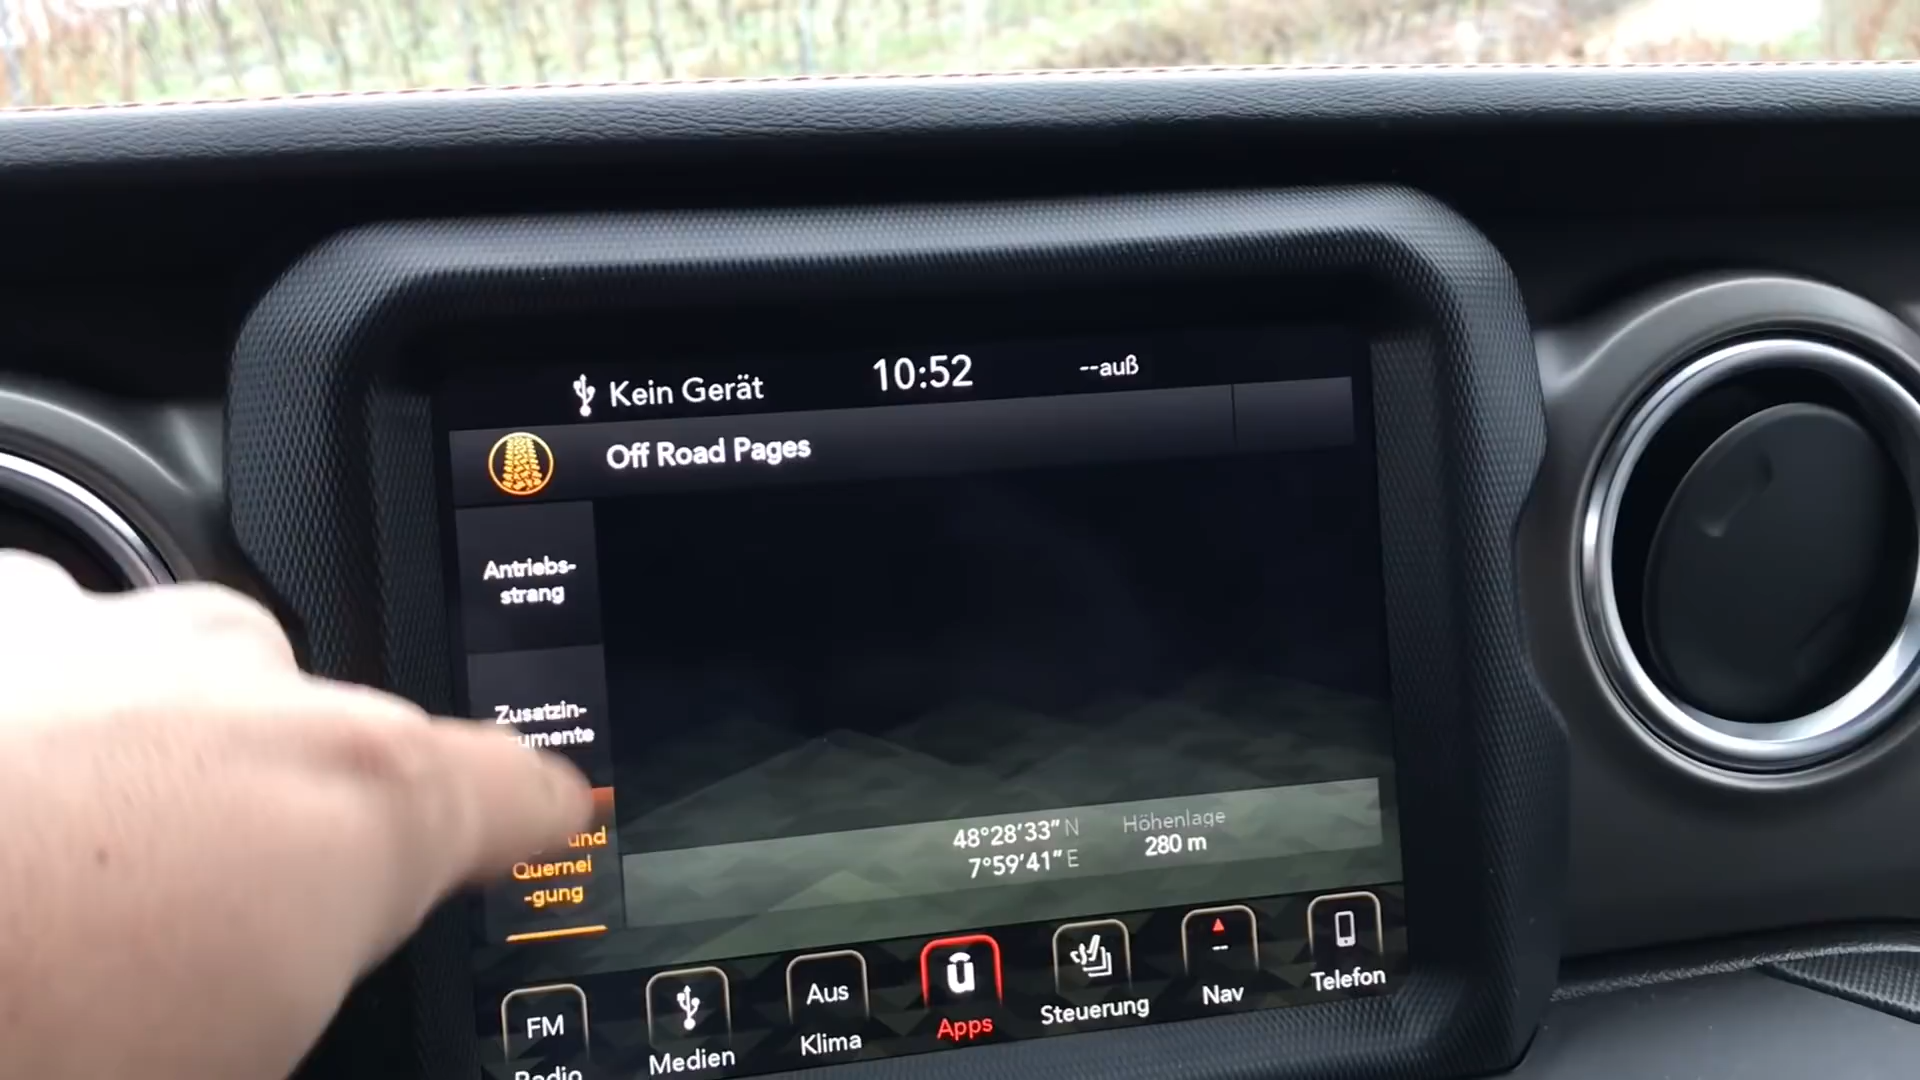 Kein Gerät
10:52
--auß
Off Road Pages
Antriebs-
strang
Zusatzin-
umente
und
Quernei
-gung
48°28'33" N
7°59'41" E
Höhenlage
280 m
FM
Radio
Medien
Aus
Klima
Apps
Steuerung
--
Nav
Telefon